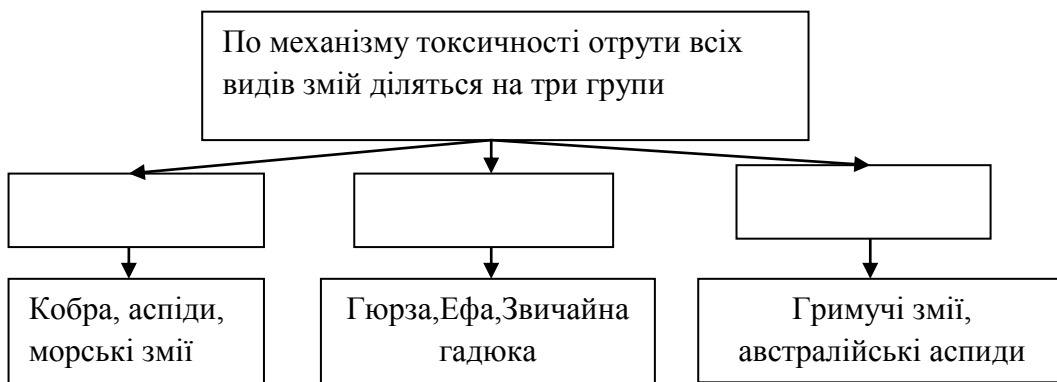 По механізму токсичності отрути всіх
видів змій діляться на три групи
Кобра, аспіди,
морські змії
Гюрза,Ефа,Звичайна
гадюка
Гримучі змії,
австралійські аспиди